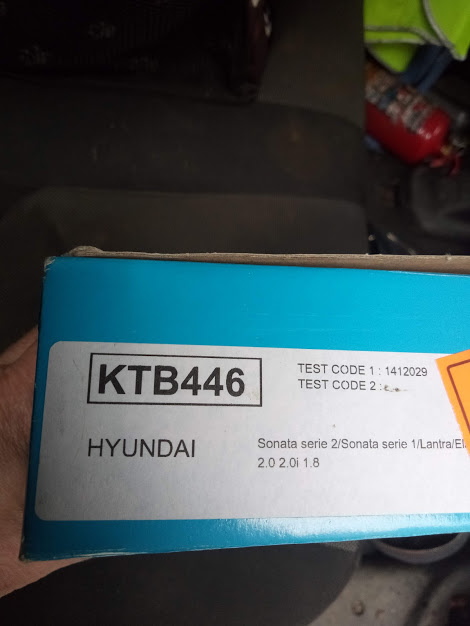 KTB446
TEST CODE 1 : 1412029
TEST CODE 2 :
HYUNDAI
Sonata serie 2/Sonata serie 1/Lantra/
2.0 2.0i 1.8